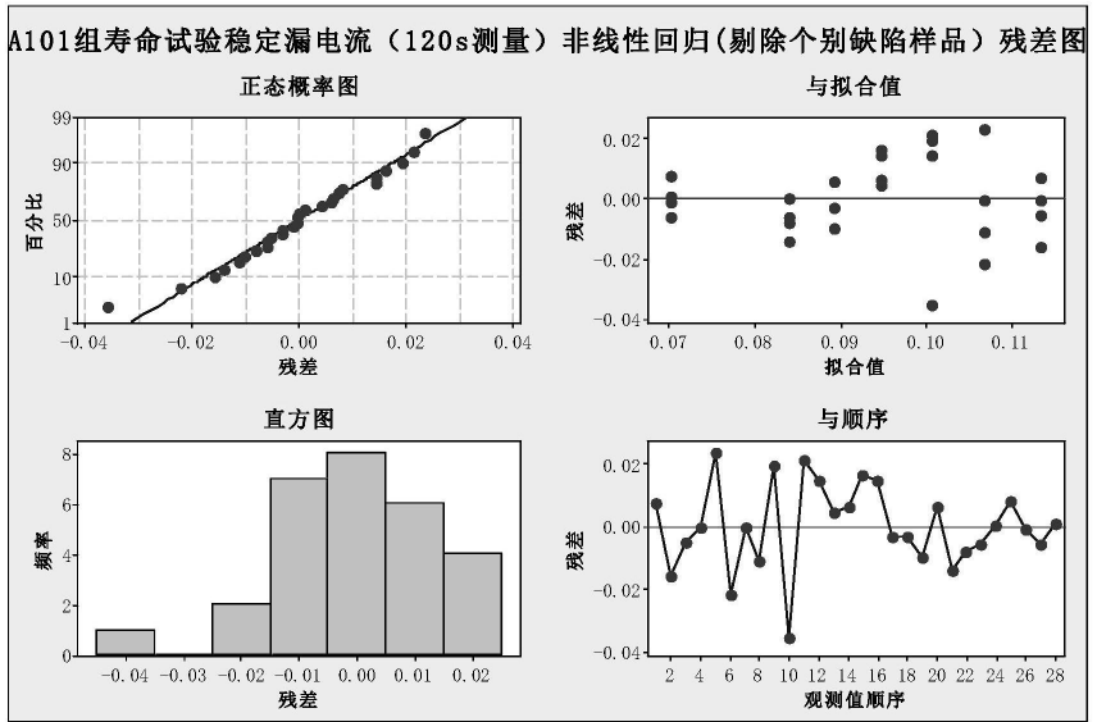 A101组寿命试验稳定漏电流（120s测量）非线性回归(剔除个别缺陷样品）残差图
正态概率图
99
90
50
10
1
百分比
-0.04 -0.02 0.00 0.02 0.04
残差
与拟合值
0.02
0.00
-0.02
-0.04
残差
0.07 0.08 0.09 0.10 0.11
拟合值
直方图
8
6
4
2
0
频率
-0.04 -0.03 -0.02 -0.01 0.00 0.01 0.02
残差
与顺序
0.02
0.00
-0.02
-0.04
残差
2 4 6 8 10 12 14 16 18 20 22 24 26 28
观测值顺序